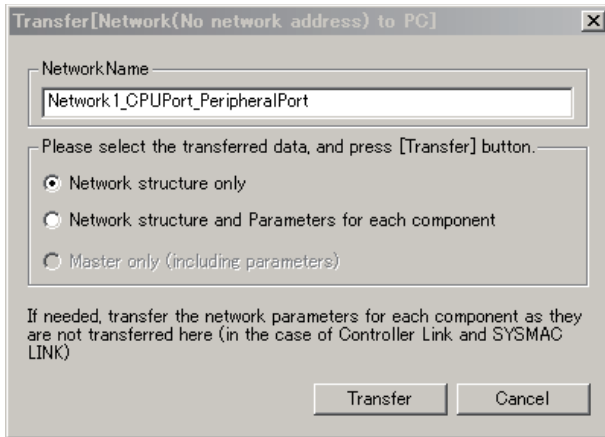 Transfer[Network(No network address) to PC]
NetworkName
Network1_CPUPort_PeripheralPort
Please select the transferred data, and press [Transfer] button.
Network structure only
Network structure and Parameters for each component
Master only (including parameters)
If needed, transfer the network parameters for each component as they
are not transferred here (in the case of Controller Link and SYSMAC
LINK)
Transfer Cancel